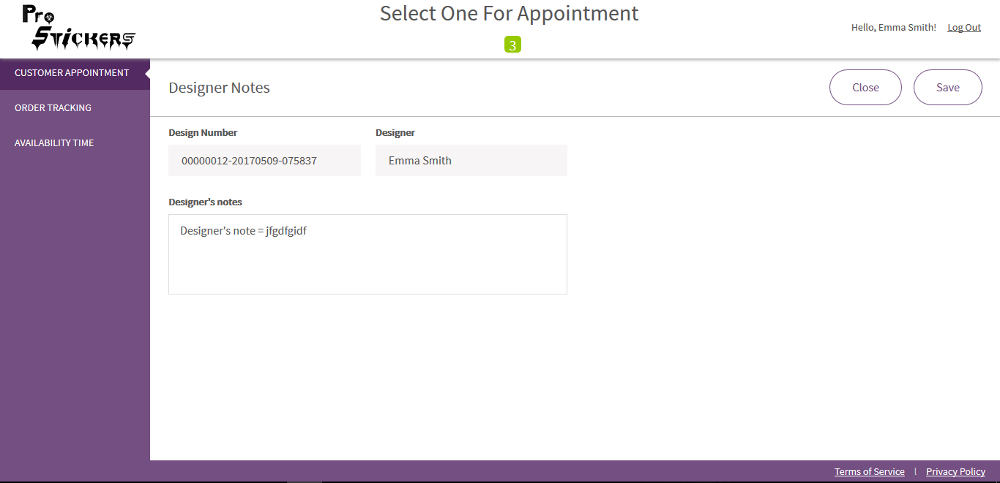 Pro
Stickers
Select One For Appointment
3
Hello, Emma Smith! Log Out
CUSTOMER APPOINTMENT
ORDER TRACKING
AVAILABILITY TIME
Designer Notes
Close Save
Design Number Designer
00000012-20170509-075837 Emma Smith
Designer's notes
Designer's note = jfgdfgidf
Terms of Service | Privacy Policy